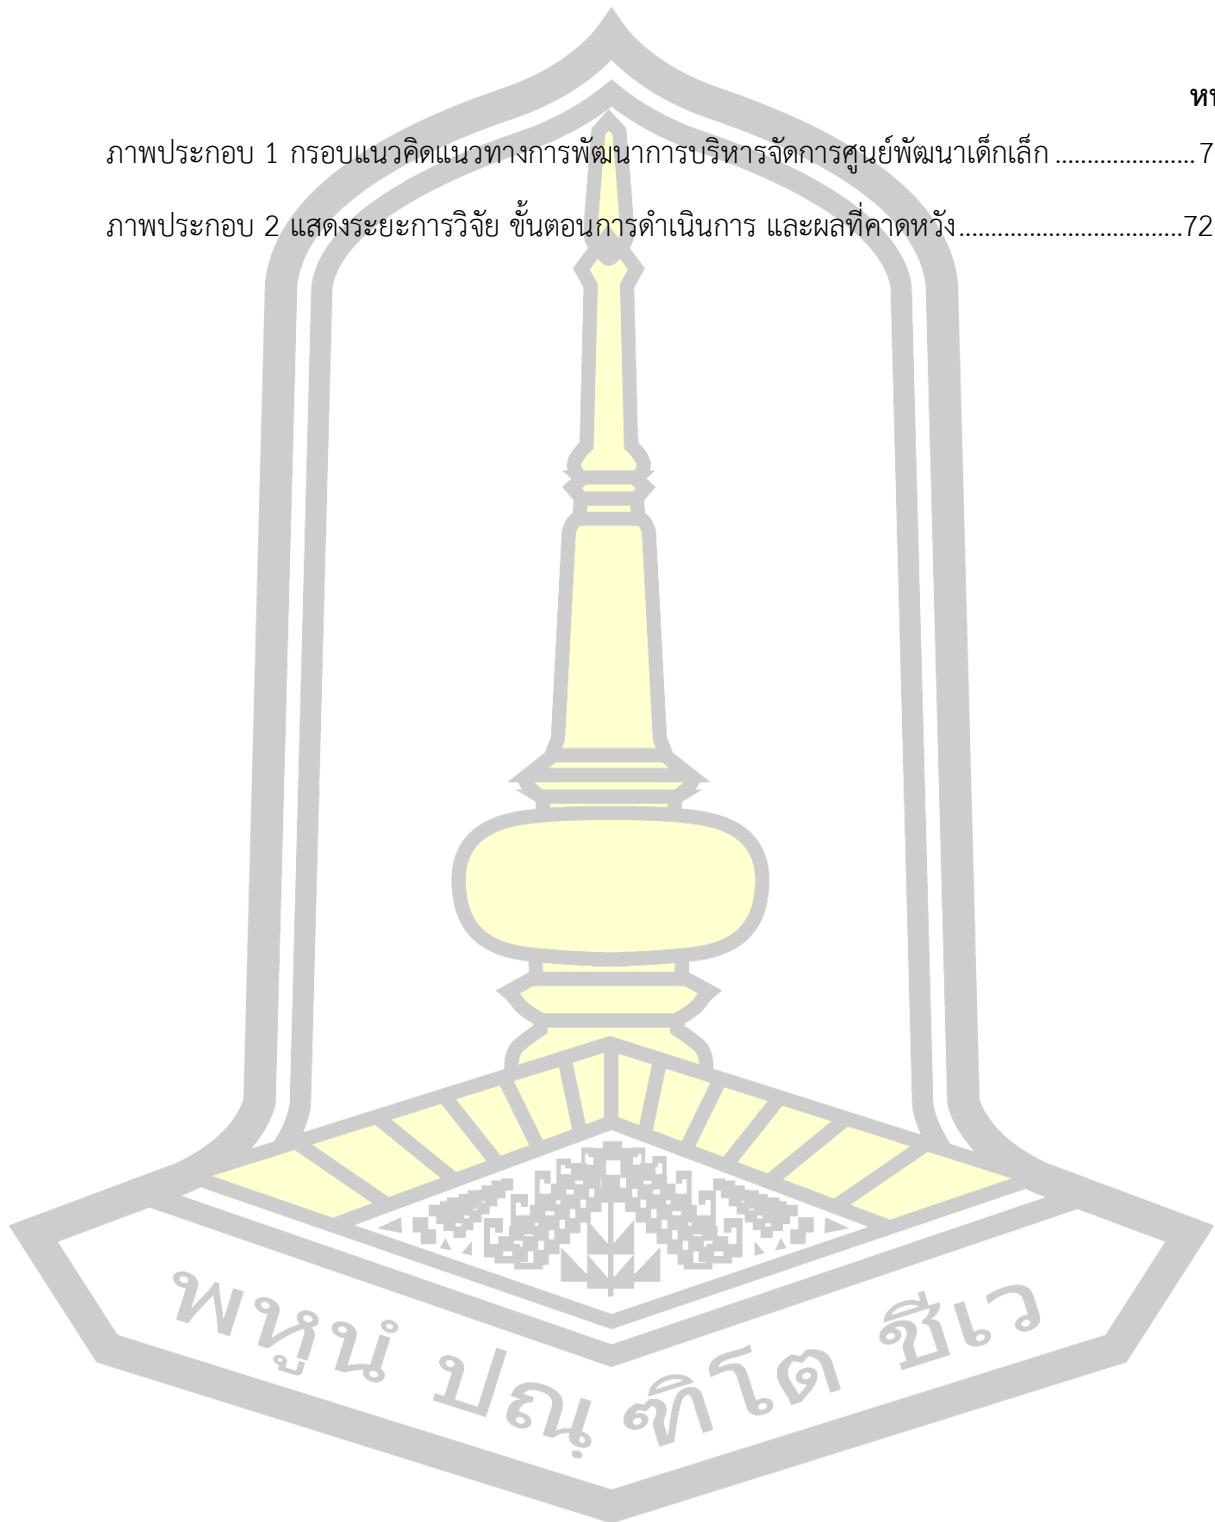 ภาพประกอบ 1 กรอบแนวคิดแนวทางการพัฒนาการบริหารจัดการศูนย์พัฒนาเด็กเล็ก ...................... 7
ภาพประกอบ 2 แสดงระยะการวิจัย ขั้นตอนการดำเนินการ และผลที่คาดหวัง ................................... 72
พหูนํ ปณฺ ฑิโต ชีเว